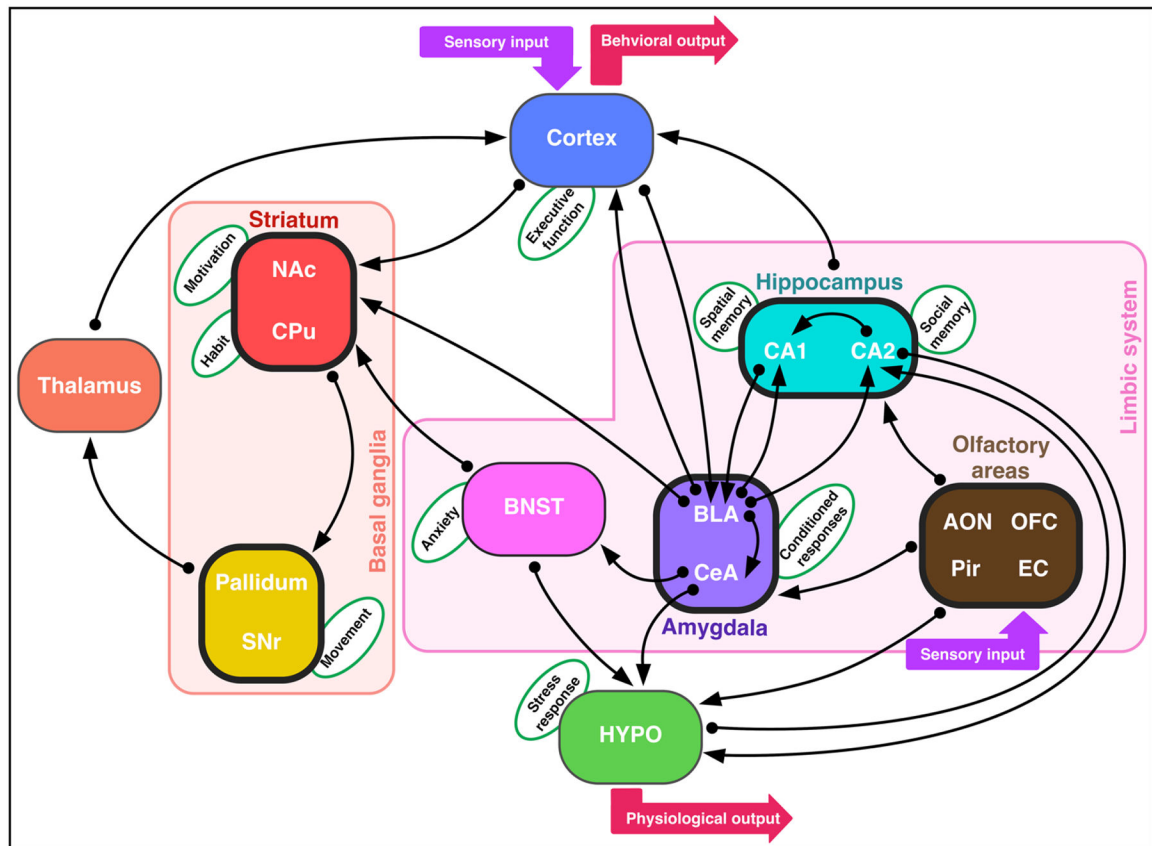 Sensory input
Behvioral output
Cortex
Executive
function
Striatum
Motivation
NAc
CPu
Habit
Thalamus
Basal ganglia
Pallidum
SNr
Movement
Limbic system
Hippocampus
Spatial
memory
Social
memory
CA1
CA2
Olfactory
areas
AON
OFC
Pir
EC
Sensory input
BNST
Anxiety
BLA
CeA
Conditioned
responses
Amygdala
Stress
response
HYPO
Physiological output